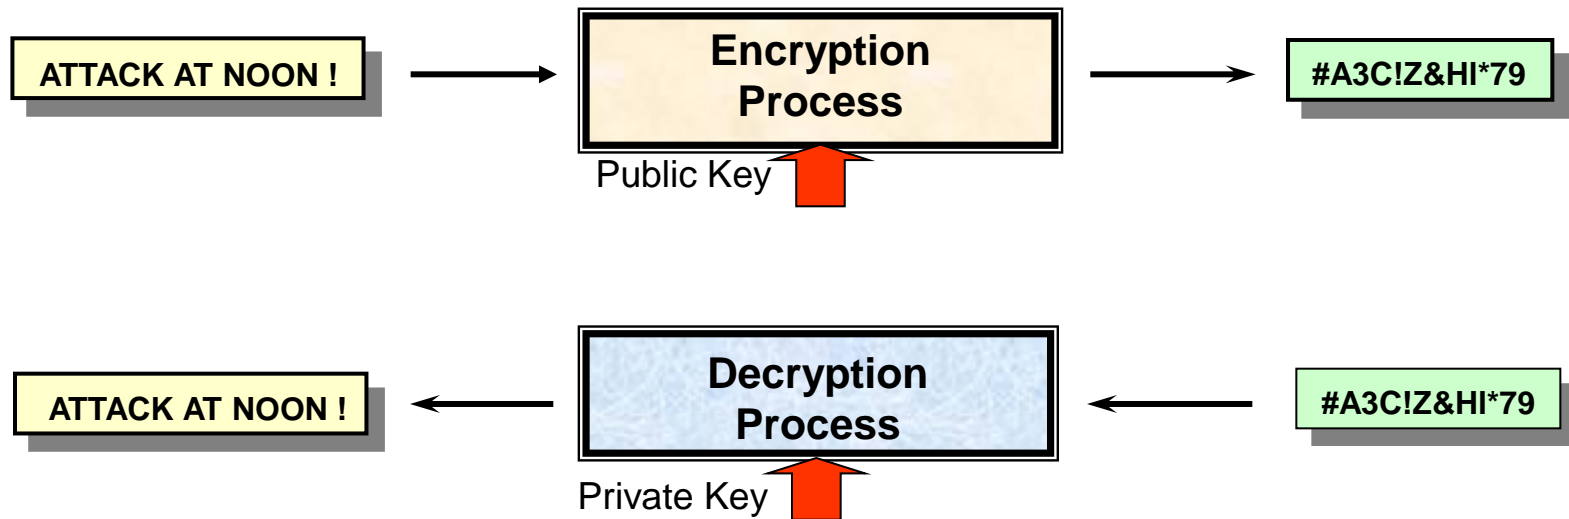 ATTACK AT NOON !
Encryption
Process
#A3C!Z&HI*79
Public Key
ATTACK AT NOON !
Decryption
Process
#A3C!Z&HI*79
Private Key